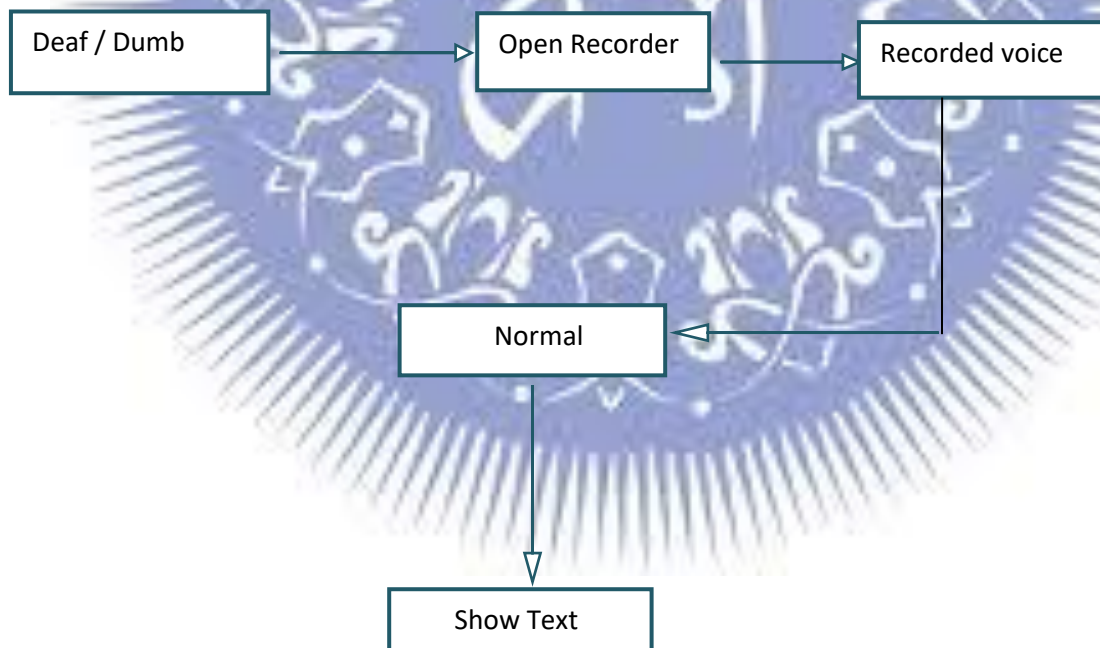 Deaf / Dumb
Open Recorder
Recorded voice
Normal
Show Text